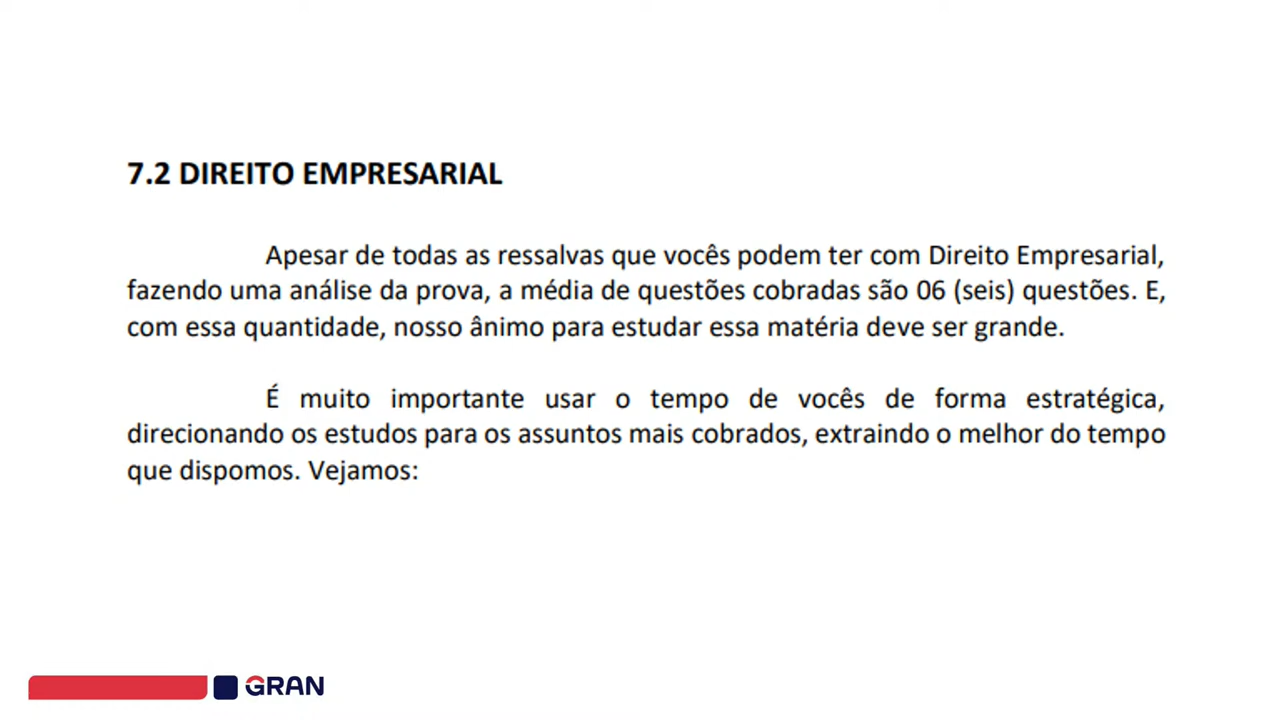 7.2 DIREITO EMPRESARIAL
Apesar de todas as ressalvas que vocês podem ter com Direito Empresarial,
fazendo uma análise da prova, a média de questões cobradas são 06 (seis) questões. E,
com essa quantidade, nosso ânimo para estudar essa matéria deve ser grande.
É muito importante usar o tempo de vocês de forma estratégica,
direcionando os estudos para os assuntos mais cobrados, extraindo o melhor do tempo
que dispomos. Vejamos:
GRAN